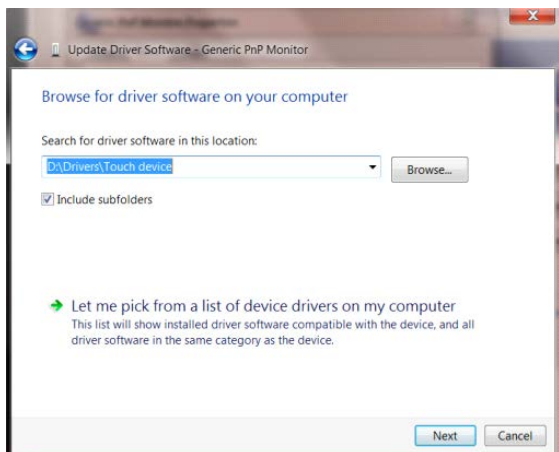 Update Driver Software - Generic PnP Monitor
Browse for driver software on your computer
Search for driver software in this location:
D:\Drivers\Touch device
Browse...
Include subfolders
Let me pick from a list of device drivers on my computer
This list will show installed driver software compatible with the device, and all
driver software in the same category as the device.
Next
Cancel